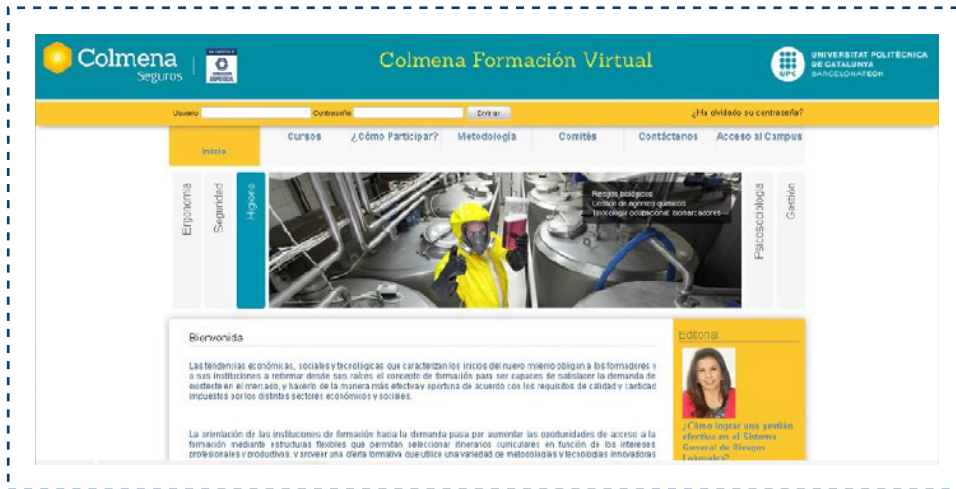 Colmena
Seguros
Colmena Formación Virtual
UPC
UNIVERSITAT POLITÈCNICA
DE CATALUNYA
BARCELONATECH
Usuario
Contraseña
Entrar
¿Ha olvidado su contraseña?
Inicio
Cursos
¿Cómo Participar?
Metodología
Comités
Contáctenos
Acceso al Campus
Ergonomía
Seguridad
Higiene
Riesgos biológicos
Gestión de agentes químicos
Toxicología ocupacional: biomarcadores
Psicosociología
Gestión
Bienvenida
Las tendencias económicas, sociales y tecnológicas que caracterizan los inicios del nuevo milenio obligan a los formadores y
a sus instituciones a reformar desde sus raíces el concepto de formación para ser capaces de satisfacer la demanda de
existente en el mercado, y hacerlo de la manera más efectiva y oportuna de acuerdo con los requisitos de calidad y cantidad
impuestos por los distintos sectores económicos y sociales.
La orientación de las instituciones de formación hacia la demanda pasa por aumentar las oportunidades de acceso a la
formación mediante estructuras flexibles que permitan seleccionar itinerarios curriculares en función de los intereses
profesionales y productivos, y proveer una oferta formativa que utilice una variedad de metodologías y tecnologías innovadoras
Editorial
¿Cómo lograr una gestión
efectiva en el Sistema
General de Riesgos
Laborales?